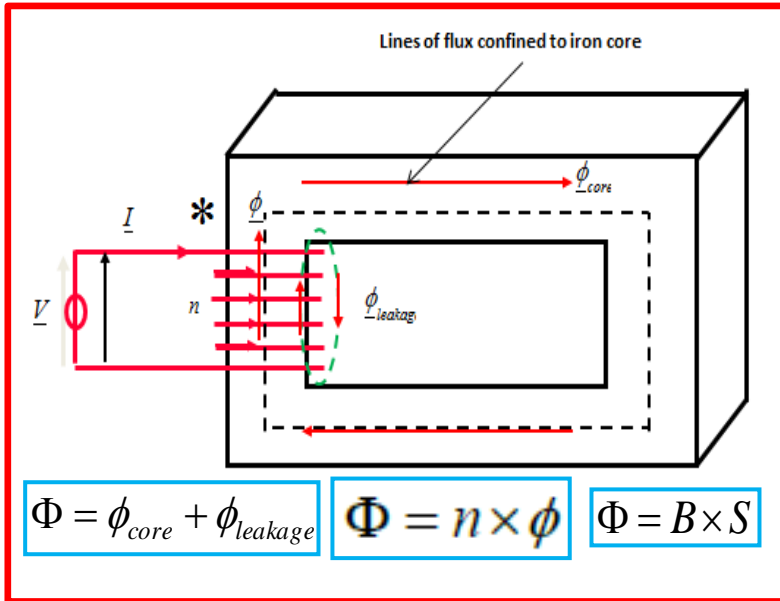 Lines of flux confined to iron core
ϕ_core
I * ϕ
V n ϕ_leakag
Φ = ϕ_core + ϕ_leakage
Φ = n × ϕ
Φ = B × S